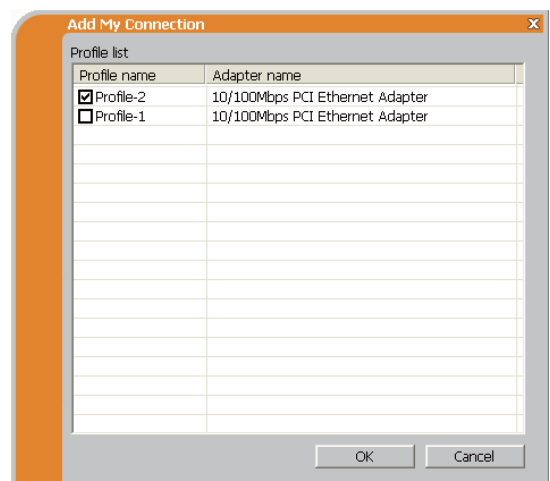 Add My Connection x
Profile list
Profile name Adapter name
Profile-2 10/100Mbps PCI Ethernet Adapter
Profile-1 10/100Mbps PCI Ethernet Adapter
OK Cancel